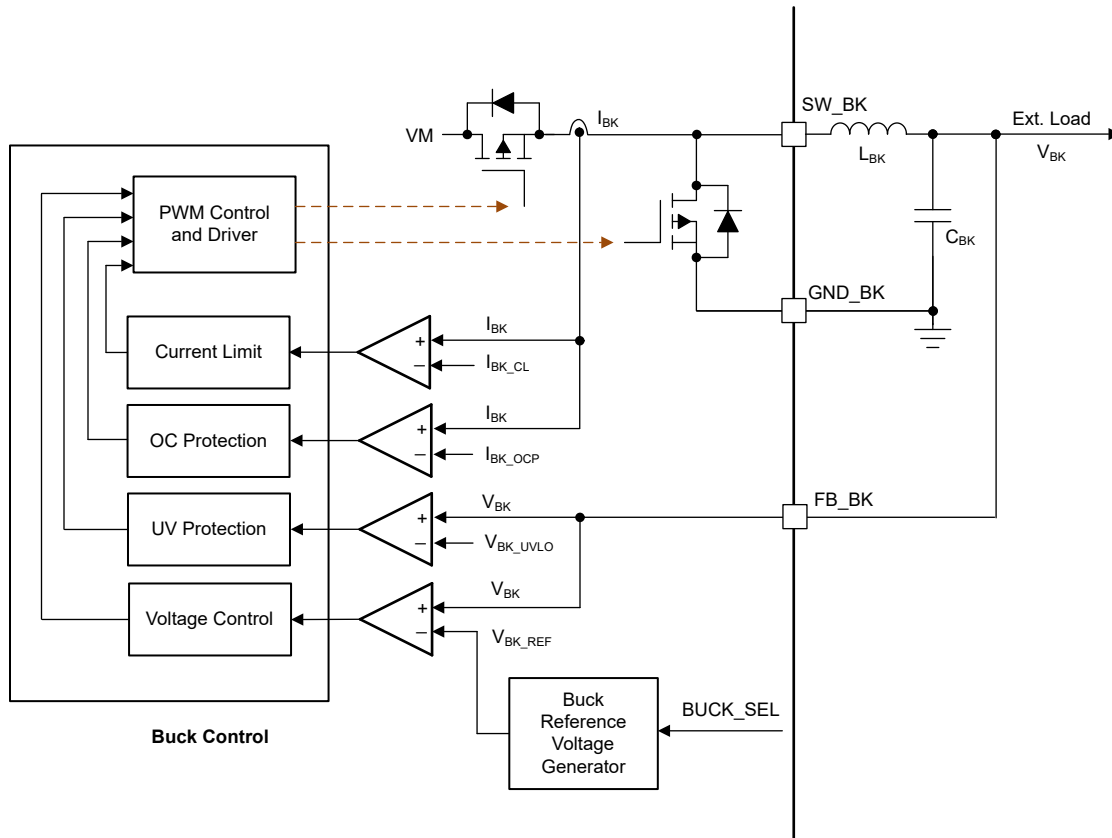 SW_BK
I_BK
VM
Ext. Load
L_BK
V_BK
PWM Control
and Driver
C_BK
GND_BK
I_BK
+
Current Limit
−
I_BK_CL
I_BK
+
OC Protection
−
I_BK_OCP
V_BK
FB_BK
+
UV Protection
−
V_BK_UVLO
V_BK
+
Voltage Control
−
V_BK_REF
Buck
Reference
Voltage
Generator
BUCK_SEL
Buck Control